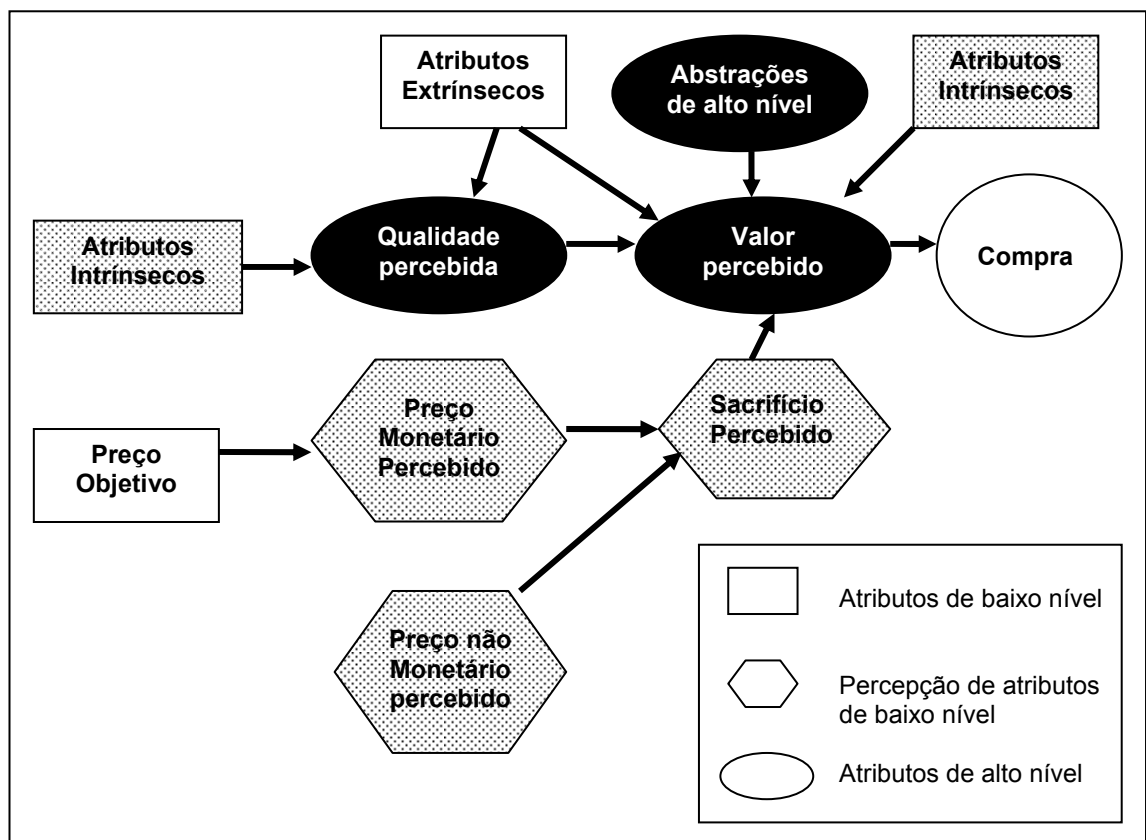 Atributos
Extrínsecos
Abstrações
de alto nível
Atributos
Intrínsecos
Atributos
Intrínsecos
Qualidade
percebida
Valor
percebido
Compra
Preço
Objetivo
Preço
Monetário
Percebido
Sacrifício
Percebido
Preço não
Monetário
percebido
Atributos de baixo nível
Percepção de atributos
de baixo nível
Atributos de alto nível